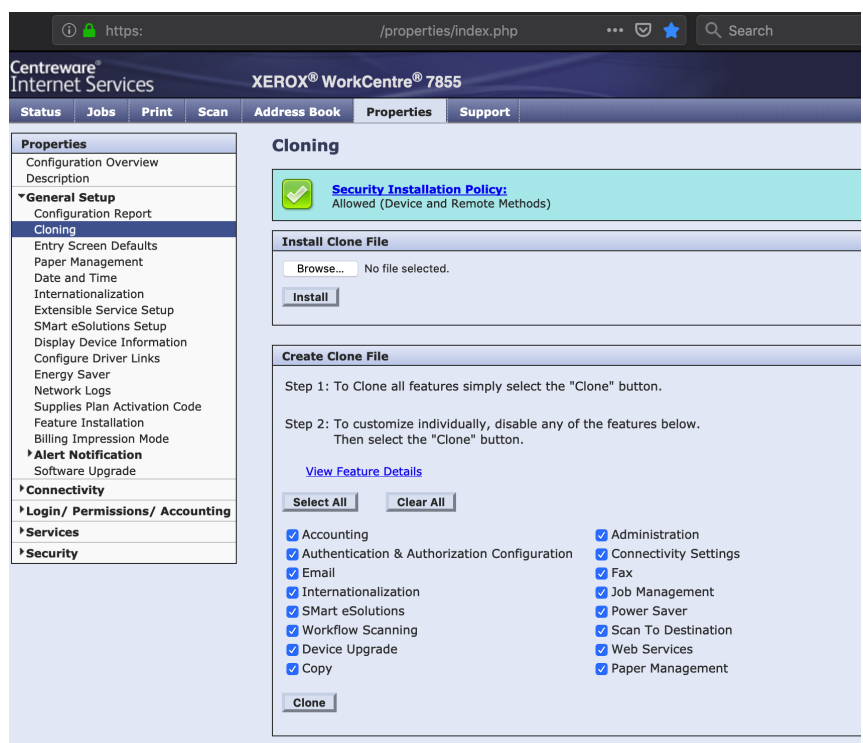 https: /properties/index.php ••• Search
Centreware®
Internet Services
XEROX® WorkCentre® 7855
Status Jobs Print Scan Address Book Properties Support
Properties
Configuration Overview
Description
General Setup
Configuration Report
Cloning
Entry Screen Defaults
Paper Management
Date and Time
Internationalization
Extensible Service Setup
SMart eSolutions Setup
Display Device Information
Configure Driver Links
Energy Saver
Network Logs
Supplies Plan Activation Code
Feature Installation
Billing Impression Mode
Alert Notification
Software Upgrade
Connectivity
Login/ Permissions/ Accounting
Services
Security
Cloning
Security Installation Policy:
Allowed (Device and Remote Methods)
Install Clone File
Browse... No file selected.
Install
Create Clone File
Step 1: To Clone all features simply select the "Clone" button.
Step 2: To customize individually, disable any of the features below.
Then select the "Clone" button.
View Feature Details
Select All Clear All
Accounting Administration
Authentication & Authorization Configuration Connectivity Settings
Email Fax
Internationalization Job Management
SMart eSolutions Power Saver
Workflow Scanning Scan To Destination
Device Upgrade Web Services
Copy Paper Management
Clone